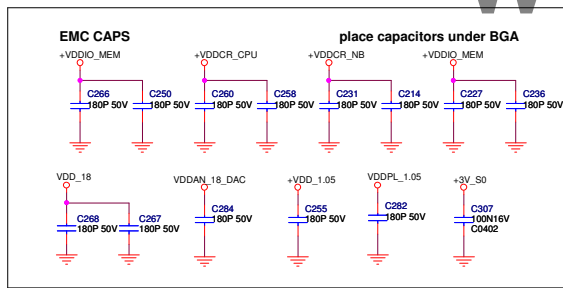 EMC CAPS place capacitors under BGA
+VDDIO_MEM +VDDCR_CPU +VDDCR_NB +VDDIO_MEM
C266 C250 C260 C258 C231 C214 C227 C236
180P 50V 180P 50V 180P 50V 180P 50V 180P 50V 180P 50V 180P 50V 180P 50V
VDD_18 VDDAN_18_DAC +VDD_1.05 VDDPL_1.05 +3V_S0
C268 C267 C284 C255 C282 C307
180P 50V 180P 50V 180P 50V 180P 50V 180P 50V 100N16V
C0402